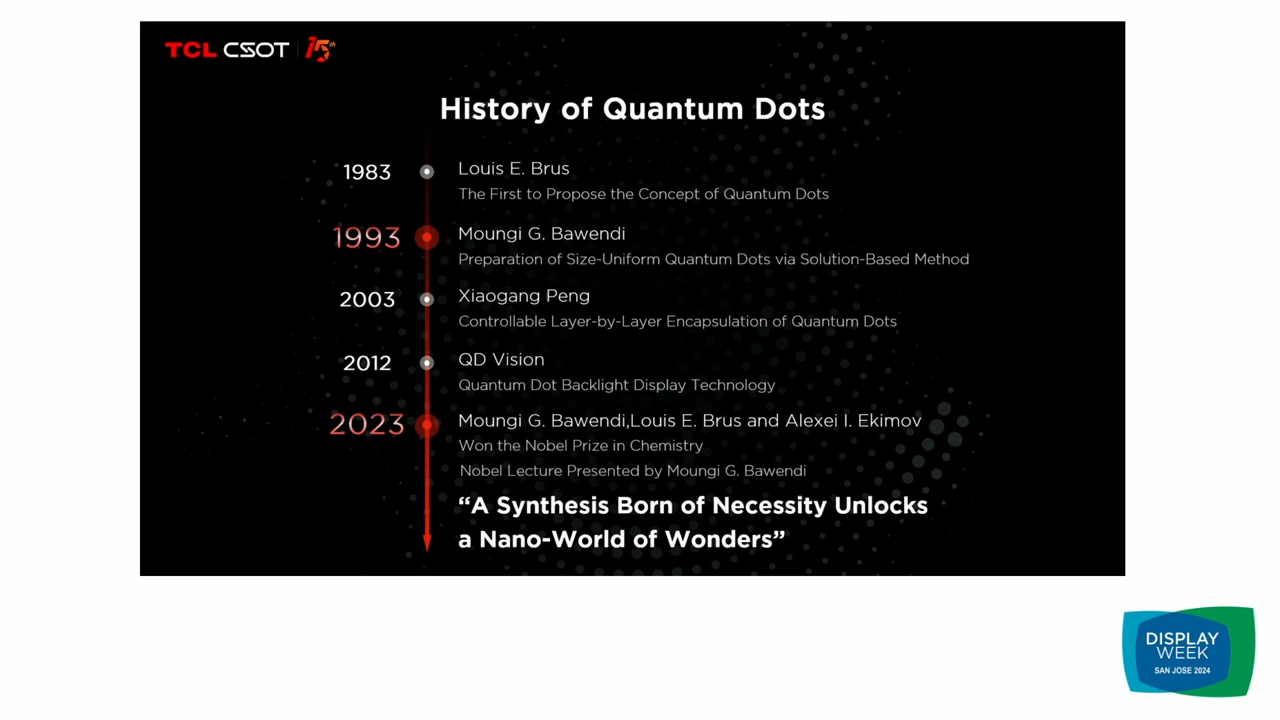 TCL CSOT 15th
History of Quantum Dots
1983
Louis E. Brus
The First to Propose the Concept of Quantum Dots
1993
Moungi G. Bawendi
Preparation of Size-Uniform Quantum Dots via Solution-Based Method
2003
Xiaogang Peng
Controllable Layer-by-Layer Encapsulation of Quantum Dots
2012
QD Vision
Quantum Dot Backlight Display Technology
2023
Moungi G. Bawendi,Louis E. Brus and Alexei I. Ekimov
Won the Nobel Prize in Chemistry
Nobel Lecture Presented by Moungi G. Bawendi
“A Synthesis Born of Necessity Unlocks
a Nano-World of Wonders”
DISPLAY
WEEK
SAN JOSE 2024